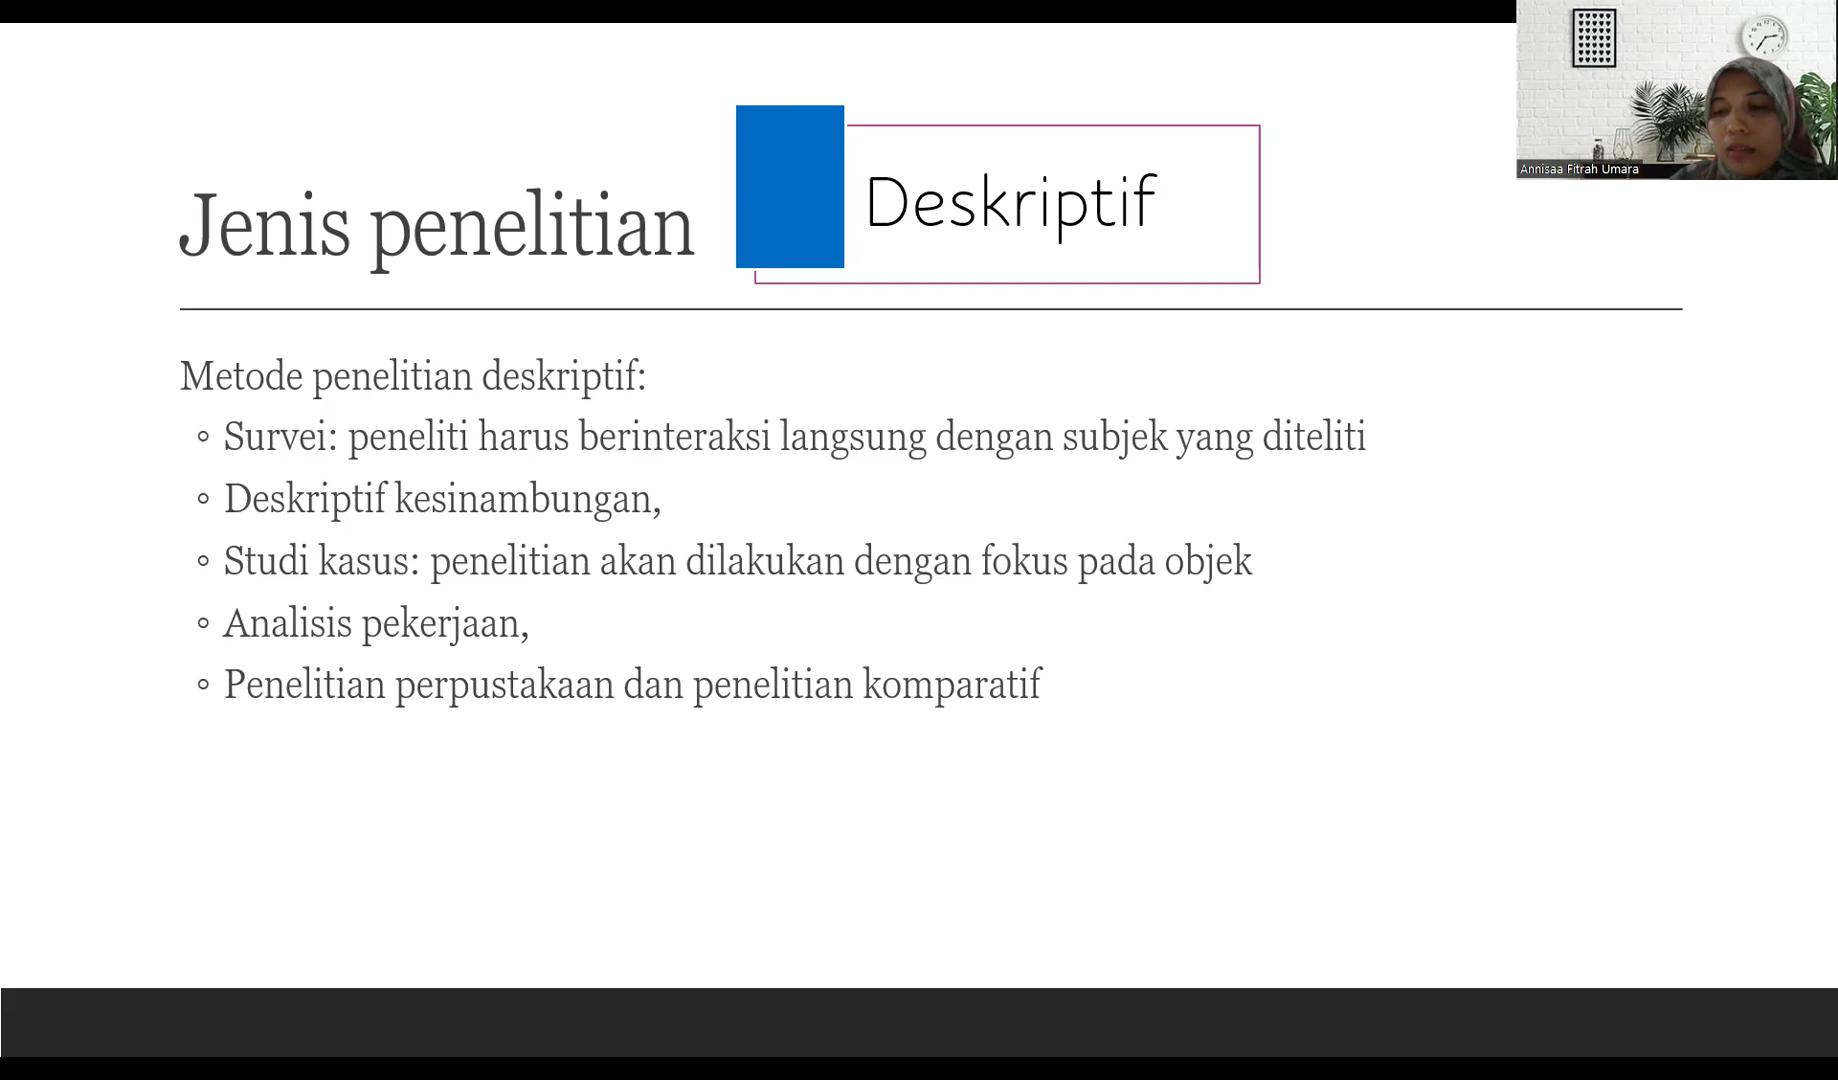 Jenis penelitian
Deskriptif
Annisaa Fitrah Umara
Metode penelitian deskriptif:
◦ Survei: peneliti harus berinteraksi langsung dengan subjek yang diteliti
◦ Deskriptif kesinambungan,
◦ Studi kasus: penelitian akan dilakukan dengan fokus pada objek
◦ Analisis pekerjaan,
◦ Penelitian perpustakaan dan penelitian komparatif